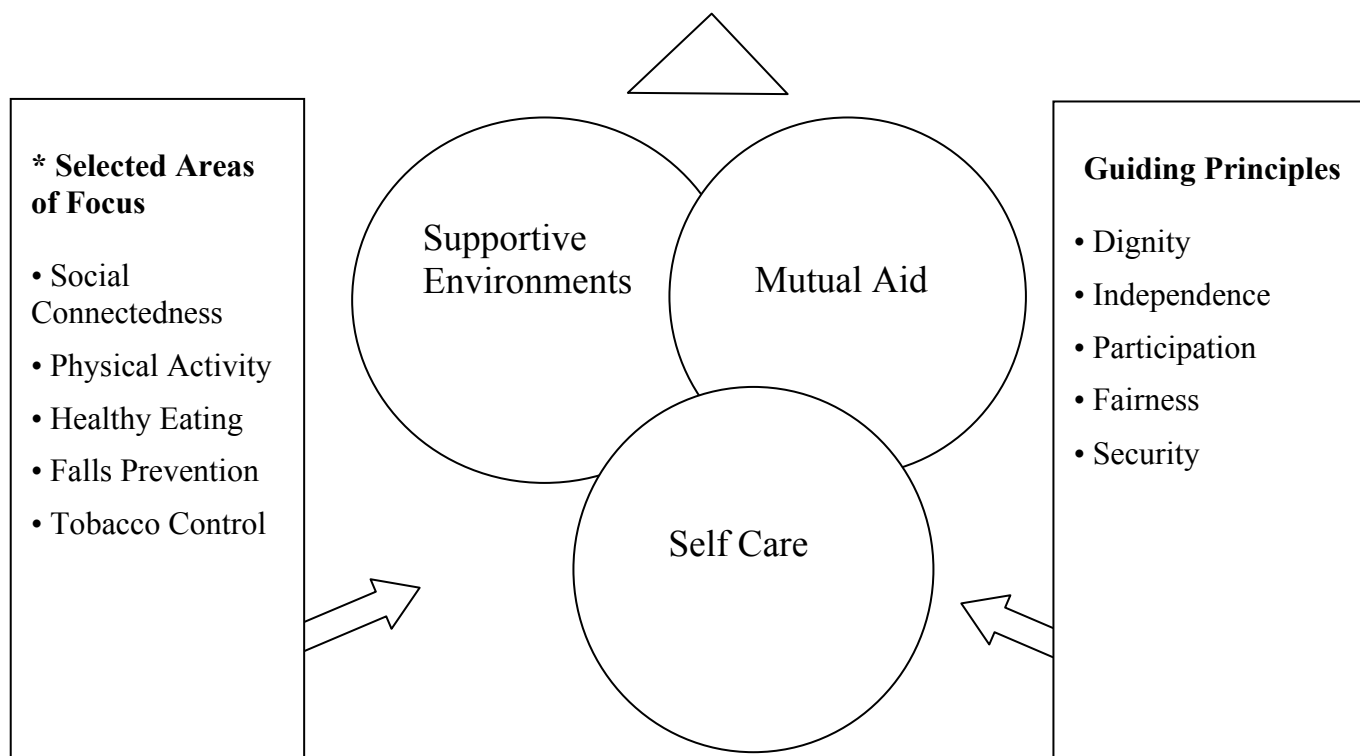 * Selected Areas
of Focus
• Social
Connectedness
• Physical Activity
• Healthy Eating
• Falls Prevention
• Tobacco Control
Supportive
Environments
Mutual Aid
Self Care
Guiding Principles
• Dignity
• Independence
• Participation
• Fairness
• Security